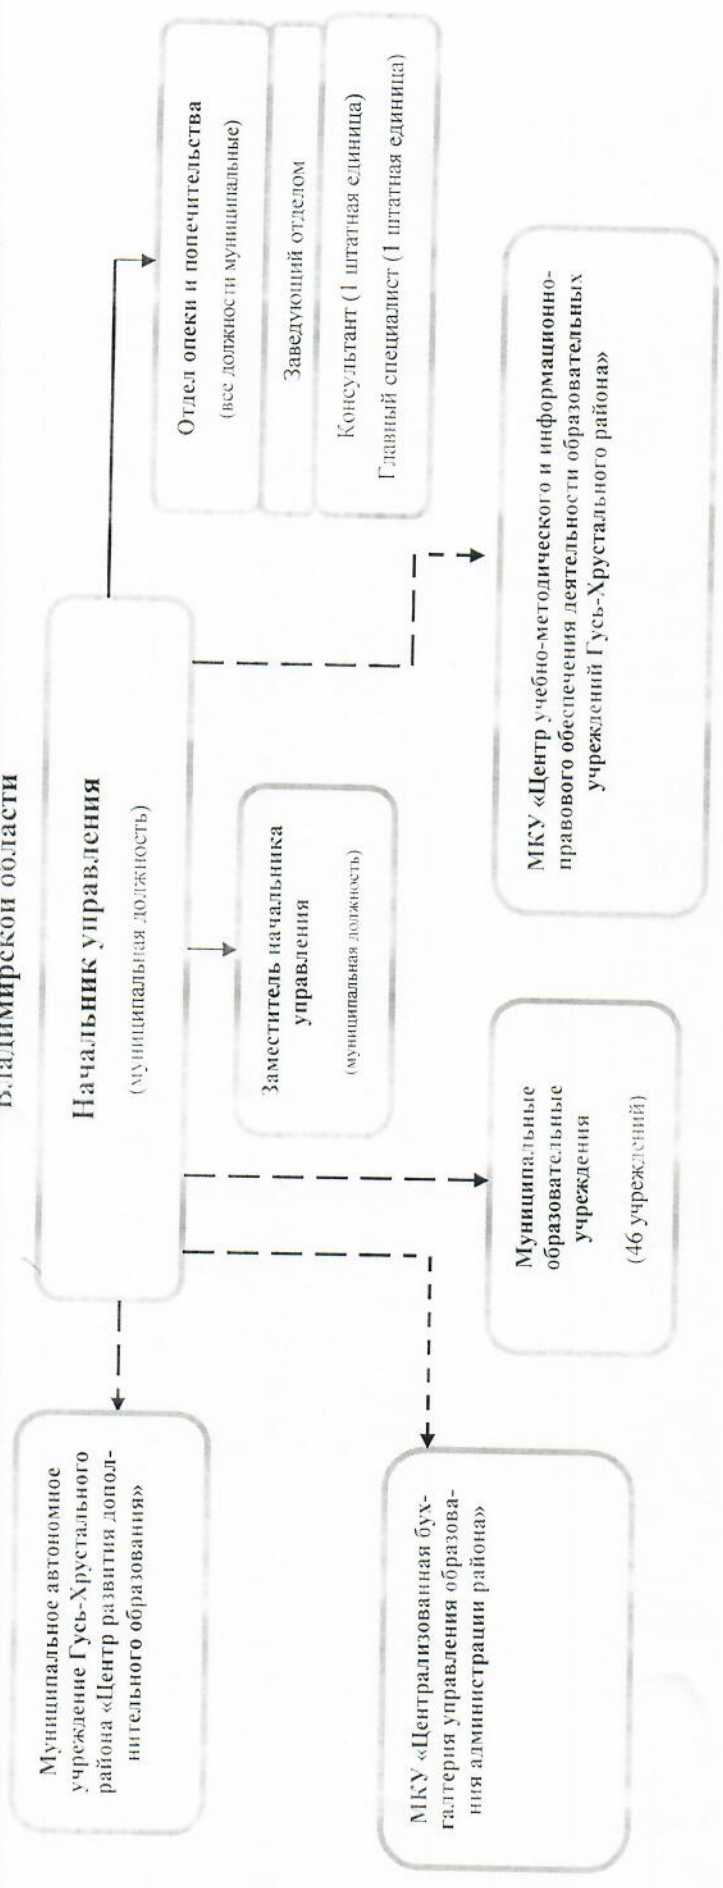 Владимирской области
Начальник управления
(муниципальная должность)
Муниципальное автономное
учреждение Гусь-Хрустального
района «Центр развития допол-
нительного образования»
Отдел опеки и попечительства
(все должности муниципальные)
Заведующий отделом
Консультант (1 штатная единица)
Главный специалист (1 штатная единица)
Заместитель начальника
управления
(муниципальная должность)
МКУ «Централизованная бух-
галтерия управления образова-
ния администрации района»
Муниципальные
образовательные
учреждения
(46 учреждений)
МКУ «Центр учебно-методического и информационно-
правового обеспечения деятельности образовательных
учреждений Гусь-Хрустального района»